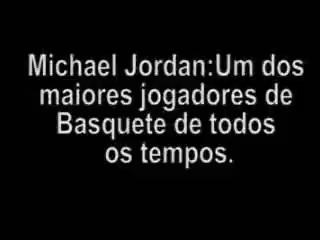 Michael Jordan:Um dos
maiores jogadores de
Basquete de todos
os tempos.